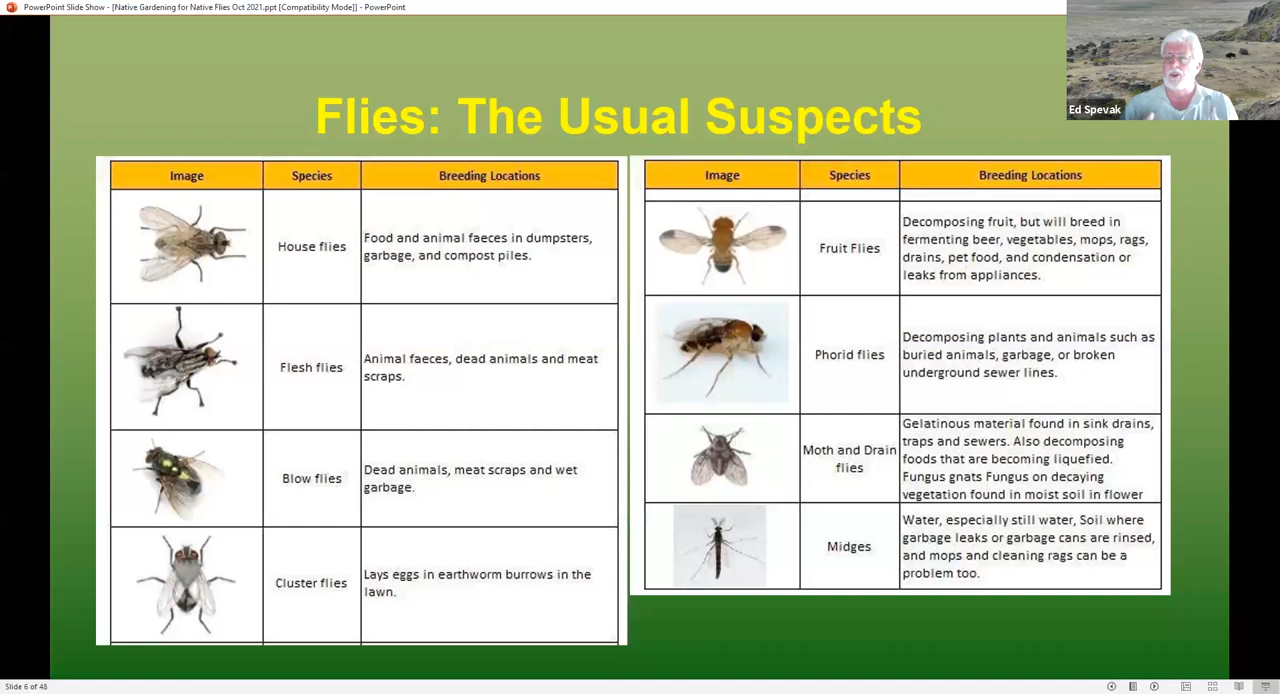 PowerPoint Slide Show - [Native Gardening for Native Flies Oct 2021.ppt [Compatibility Mode]] - PowerPoint
Ed Spevak
Flies: The Usual Suspects
Image Species Breeding Locations
House flies
Food and animal faeces in dumpsters,
garbage, and compost piles.
Flesh flies
Animal faeces, dead animals and meat
scraps.
Blow flies
Dead animals, meat scraps and wet
garbage.
Cluster flies
Lays eggs in earthworm burrows in the
lawn.
Image Species Breeding Locations
Fruit Flies
Decomposing fruit, but will breed in
fermenting beer, vegetables, mops, rags,
drains, pet food, and condensation or
leaks from appliances.
Phorid flies
Decomposing plants and animals such as
buried animals, garbage, or broken
underground sewer lines.
Moth and Drain
flies
Gelatinous material found in sink drains,
traps and sewers. Also decomposing
foods that are becoming liquefied.
Fungus gnats Fungus on decaying
vegetation found in moist soil in flower
Midges
Water, especially still water, Soil where
garbage leaks or garbage cans are rinsed,
and mops and cleaning rags can be a
problem too.
Slide 6 of 48